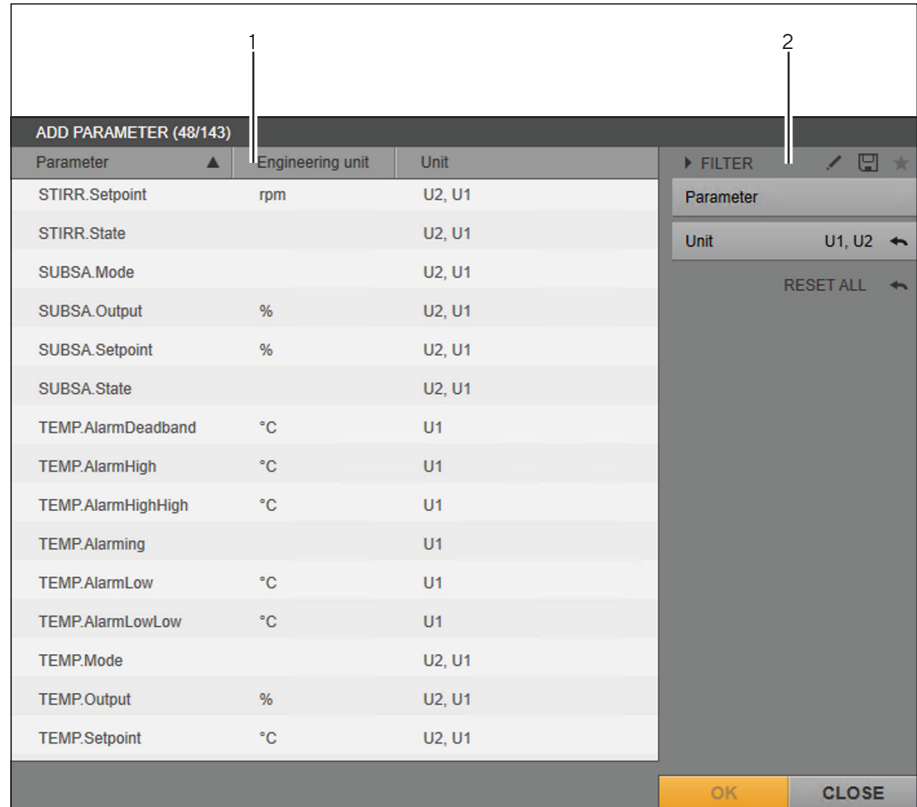 1 2
ADD PARAMETER (48/143)
Parameter Engineering unit Unit FILTER
STIRR.Setpoint rpm U2, U1 Parameter
STIRR.State U2, U1 Unit U1, U2
SUBSA.Mode U2, U1 RESET ALL
SUBSA.Output % U2, U1
SUBSA.Setpoint % U2, U1
SUBSA.State U2, U1
TEMP.AlarmDeadband °C U1
TEMP.AlarmHigh °C U1
TEMP.AlarmHighHigh °C U1
TEMP.Alarming U1
TEMP.AlarmLow °C U1
TEMP.AlarmLowLow °C U1
TEMP.Mode U2, U1
TEMP.Output % U2, U1
TEMP.Setpoint °C U2, U1
OK CLOSE